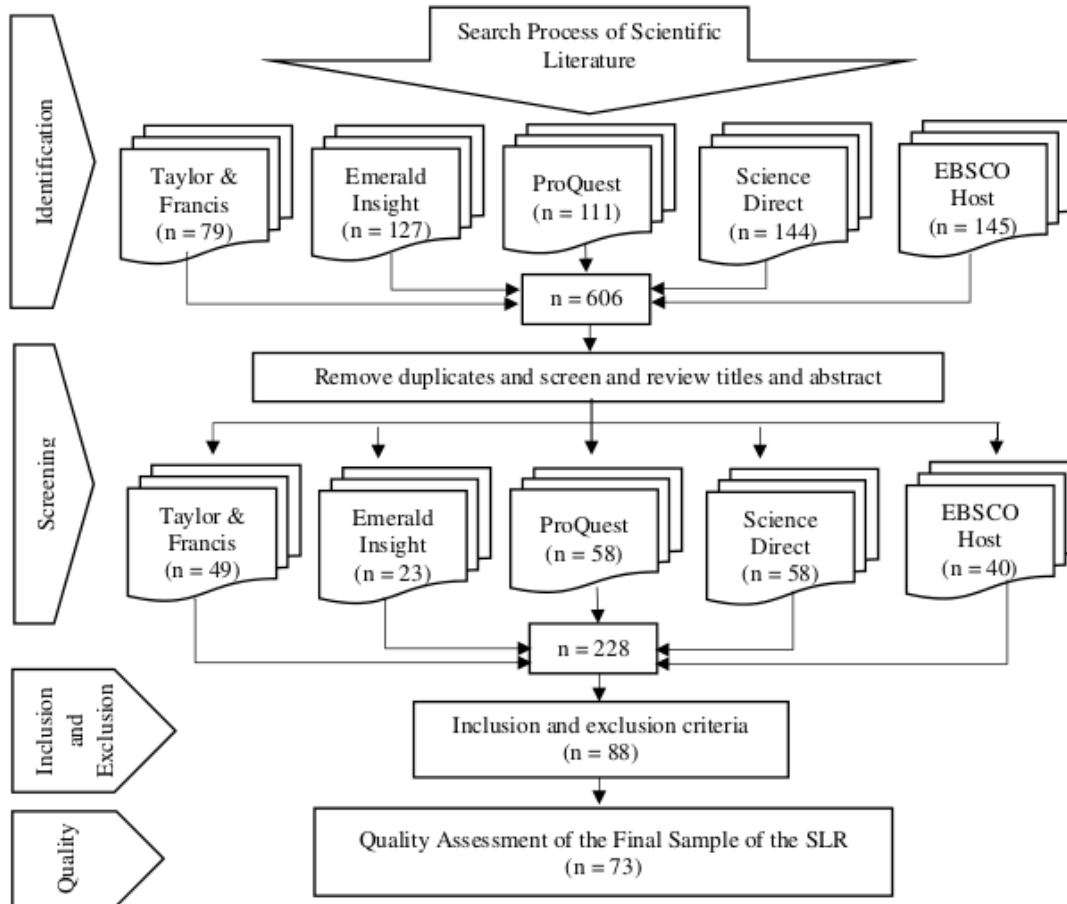 Search Process of Scientific
Literature
Identification
Taylor &
Francis
(n = 79)
Emerald
Insight
(n = 127)
ProQuest
(n = 111)
Science
Direct
(n = 144)
EBSCO
Host
(n = 145)
n = 606
Remove duplicates and screen and review titles and abstract
Screening
Taylor &
Francis
(n = 49)
Emerald
Insight
(n = 23)
ProQuest
(n = 58)
Science
Direct
(n = 58)
EBSCO
Host
(n = 40)
n = 228
Inclusion
and
Exclusion
Inclusion and exclusion criteria
(n = 88)
Quality
Quality Assessment of the Final Sample of the SLR
(n = 73)